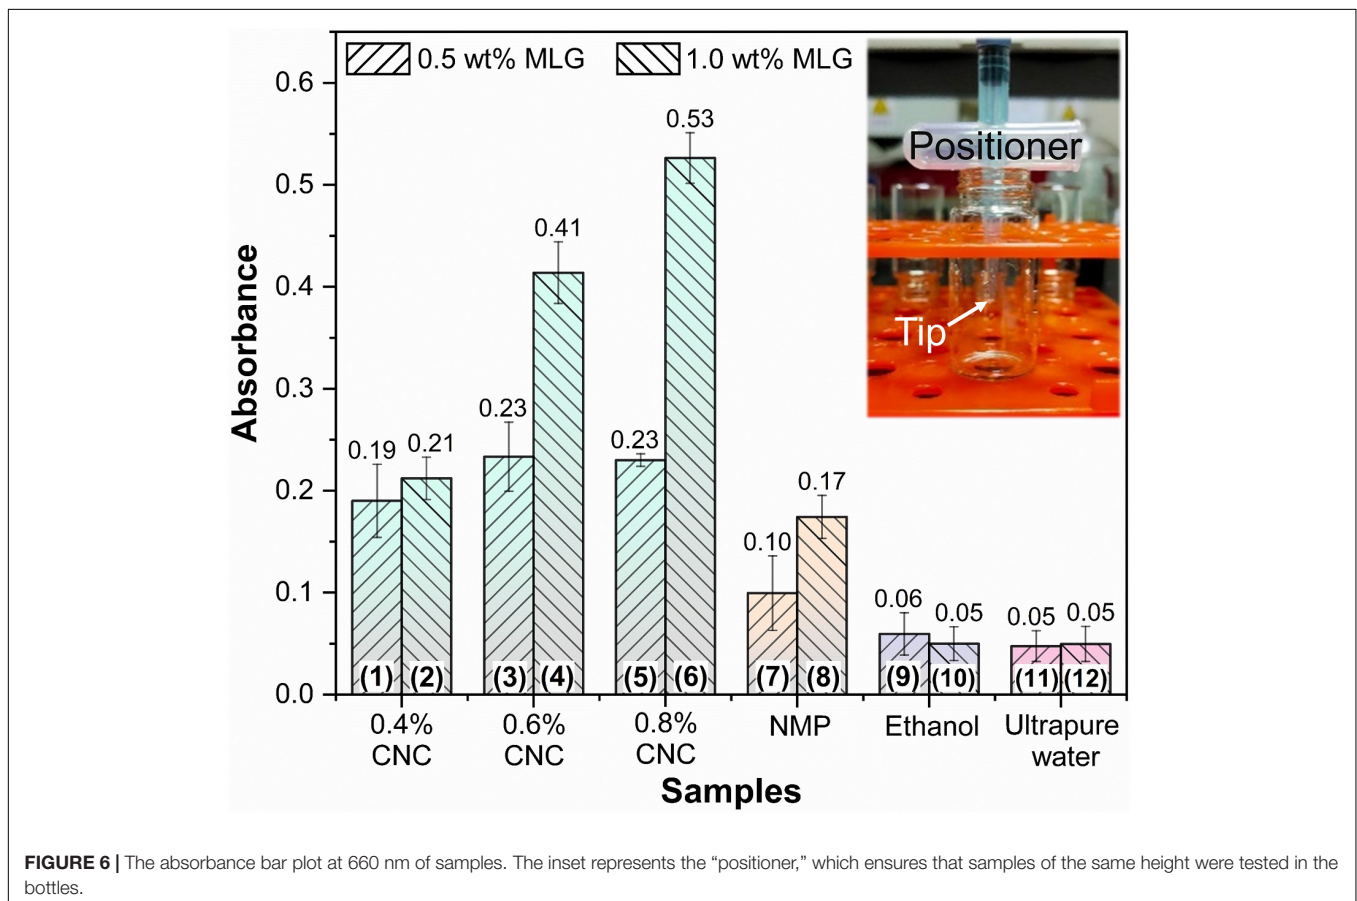 0.5 wt% MLG
1.0 wt% MLG
Positioner
Tip
Absorbance
0.6
0.5
0.4
0.3
0.2
0.1
0.0
0.19
0.21
0.23
0.41
0.23
0.53
0.10
0.17
0.06
0.05
0.05
0.05
(1)
(2)
(3)
(4)
(5)
(6)
(7)
(8)
(9)
(10)
(11)
(12)
0.4%
CNC
0.6%
CNC
0.8%
CNC
NMP
Ethanol
Ultrapure
water
Samples
FIGURE 6 | The absorbance bar plot at 660 nm of samples. The inset represents the “positioner,” which ensures that samples of the same height were tested in the
bottles.